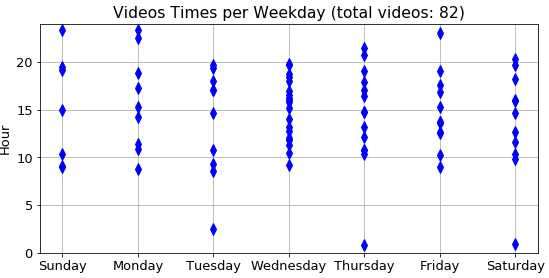 Videos Times per Weekday (total videos: 82)
Hour
20
15
10
5
0
Sunday Monday Tuesday Wednesday Thursday Friday Saturday